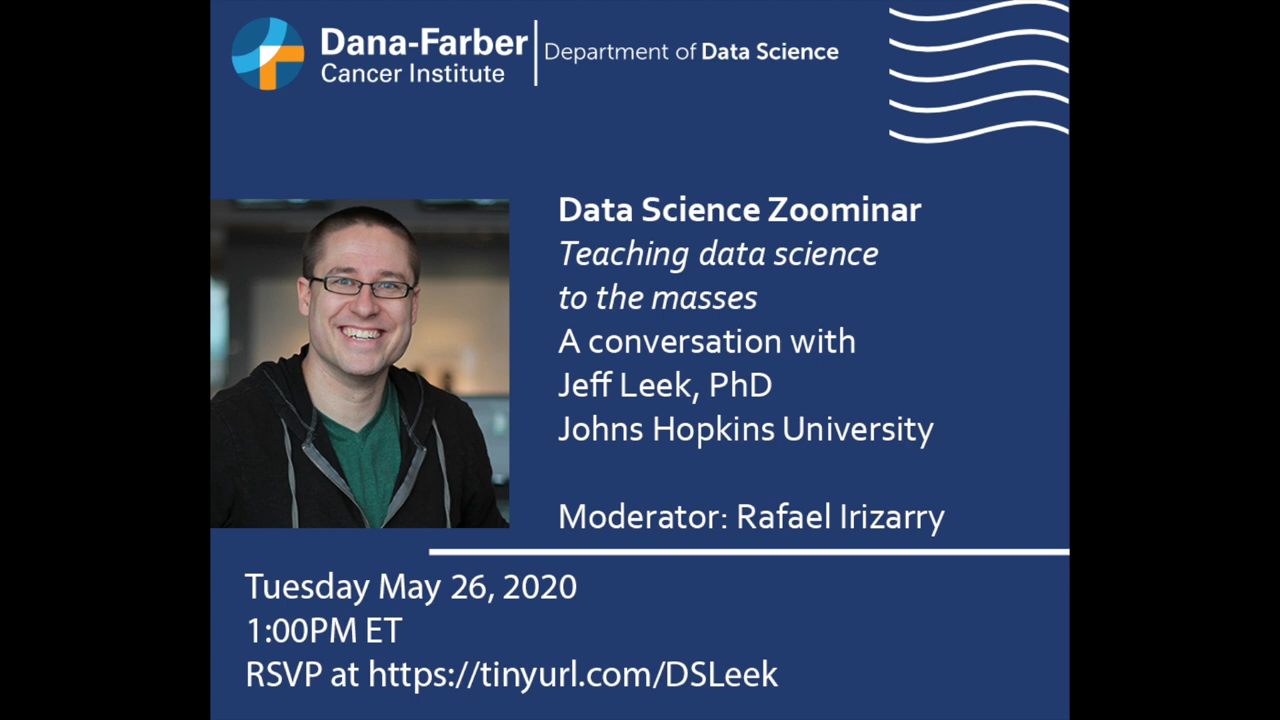 Dana-Farber
Cancer Institute
Department of Data Science
Data Science Zoominar
Teaching data science
to the masses
A conversation with
Jeff Leek, PhD
Johns Hopkins University
Moderator: Rafael Irizarry
Tuesday May 26, 2020
1:00PM ET
RSVP at https://tinyurl.com/DSLeek